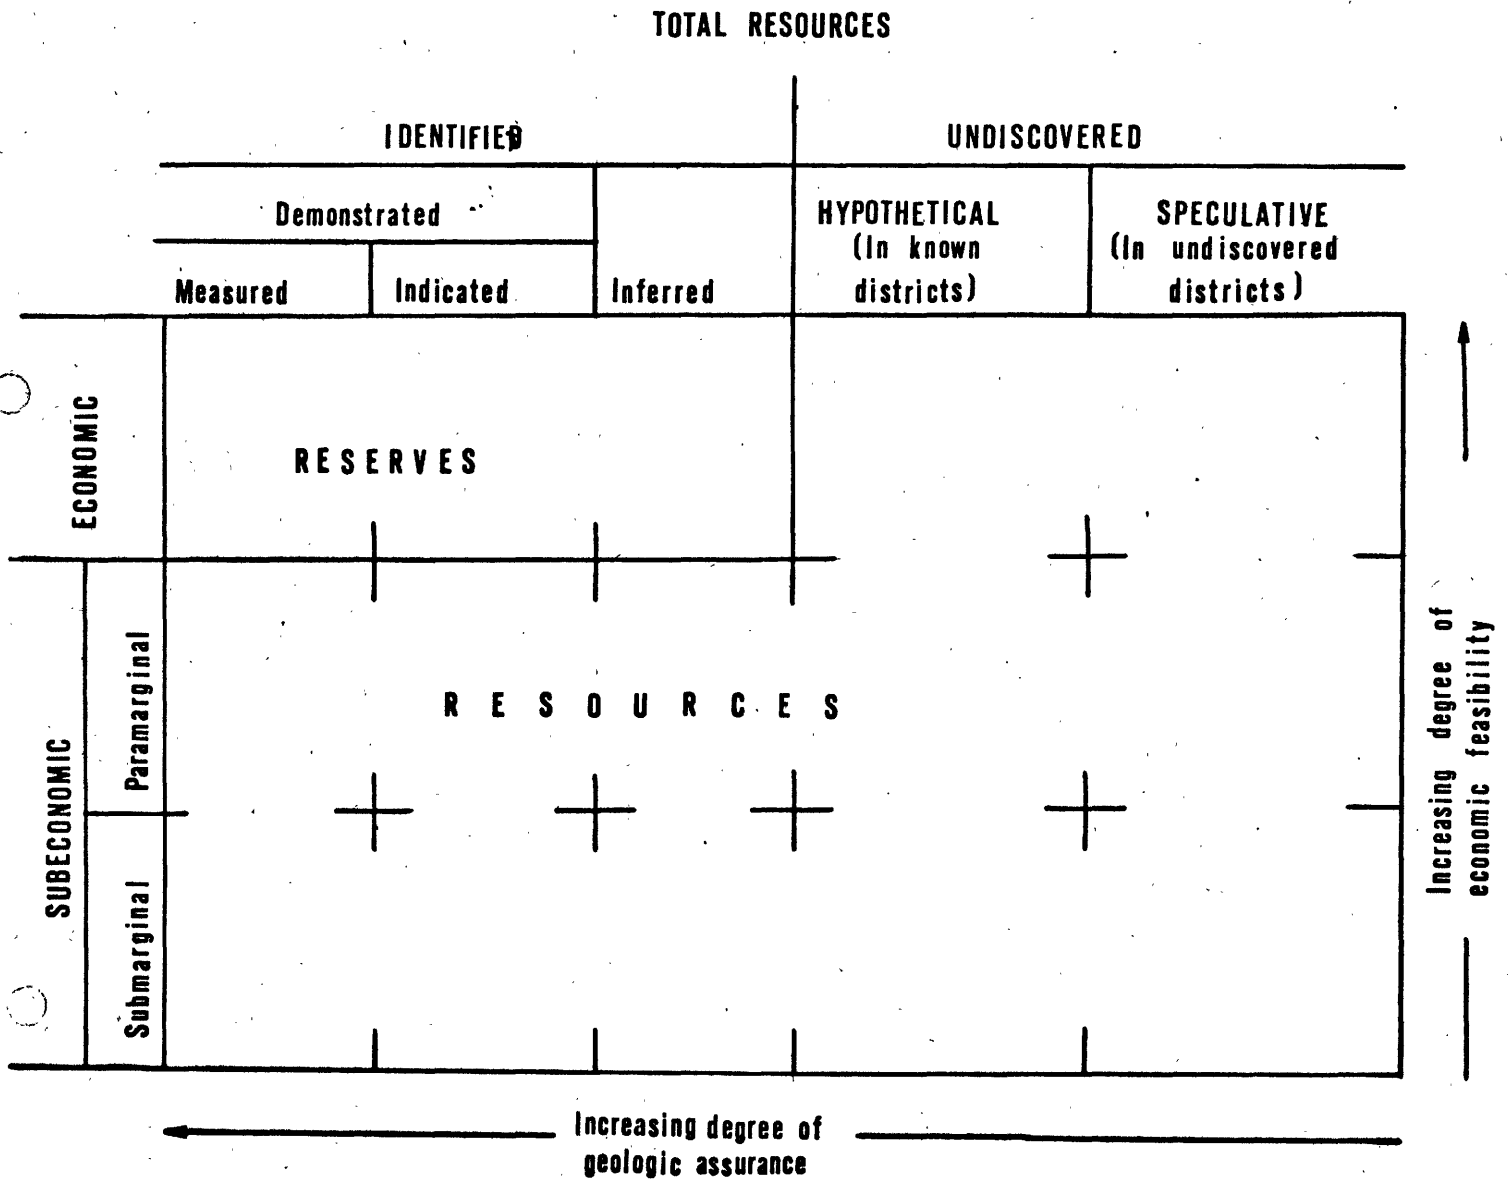 TOTAL RESOURCES
IDENTIFIED
UNDISCOVERED
Demonstrated
HYPOTHETICAL
(In known
districts)
SPECULATIVE
(In undiscovered
districts)
Measured
Indicated
Inferred
ECONOMIC
RESERVES
SUBECONOMIC
Paramarginal
RESOURCES
Submarginal
Increasing degree of
economic feasibility
Increasing degree of
geologic assurance